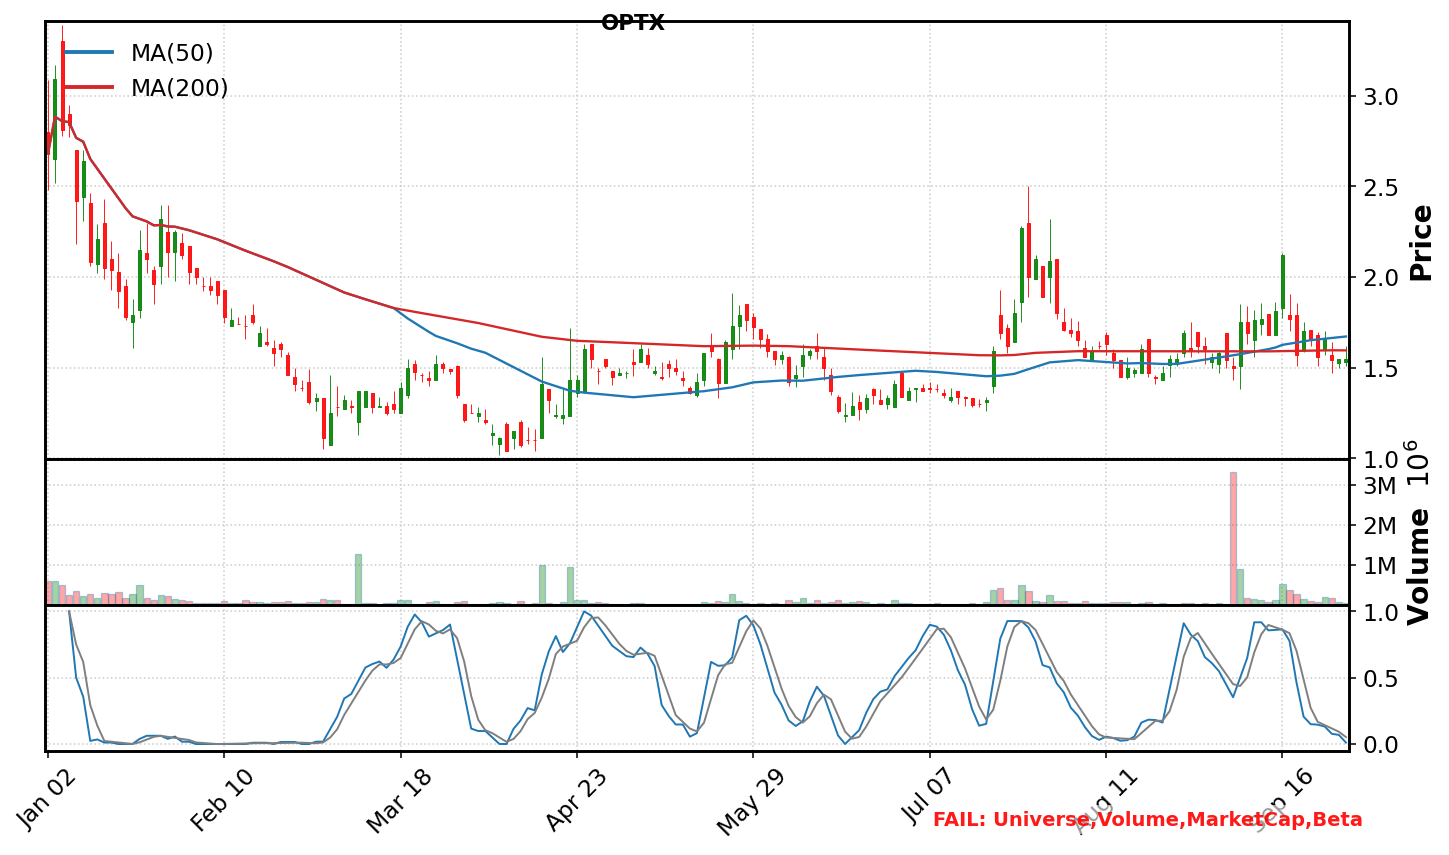 OPTX
MA(50)
MA(200)
3.0
2.5
2.0
1.5
1.0
Price
10^6
3M
2M
1M
Volume
1.0
0.5
0.0
Jan 02
Feb 10
Mar 18
Apr 23
May 29
Jul 07
Aug 11
Sep 16
FAIL: Universe,Volume,MarketCap,Beta